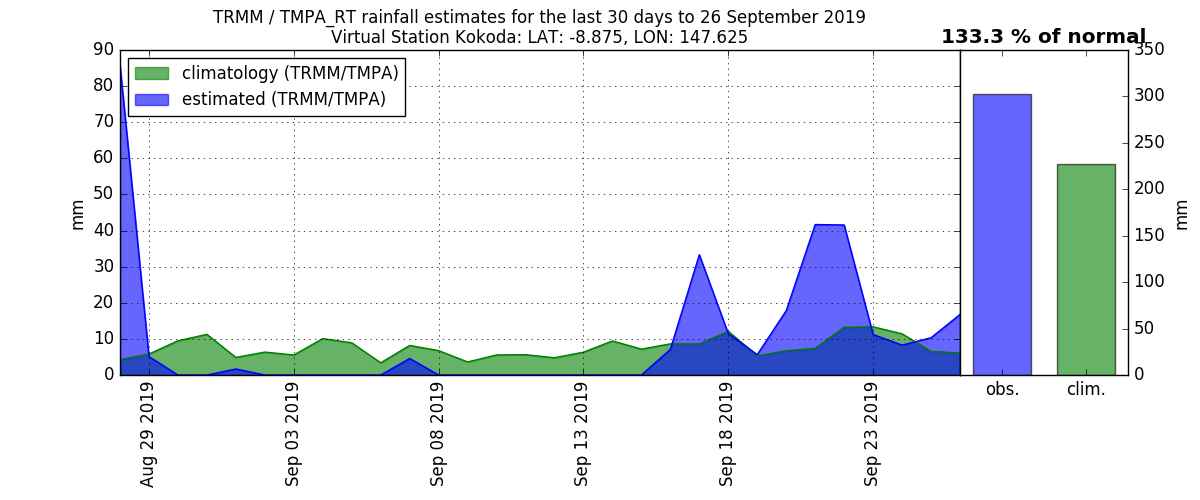 TRMM / TMPA_RT rainfall estimates for the last 30 days to 26 September 2019
Virtual Station Kokoda: LAT: -8.875, LON: 147.625
133.3 % of normal
climatology (TRMM/TMPA)
estimated (TRMM/TMPA)
90
80
70
60
50
40
30
20
10
0
mm
Aug 29 2019
Sep 03 2019
Sep 08 2019
Sep 13 2019
Sep 18 2019
Sep 23 2019
obs.
clim.
350
300
250
200
150
100
50
0
mm